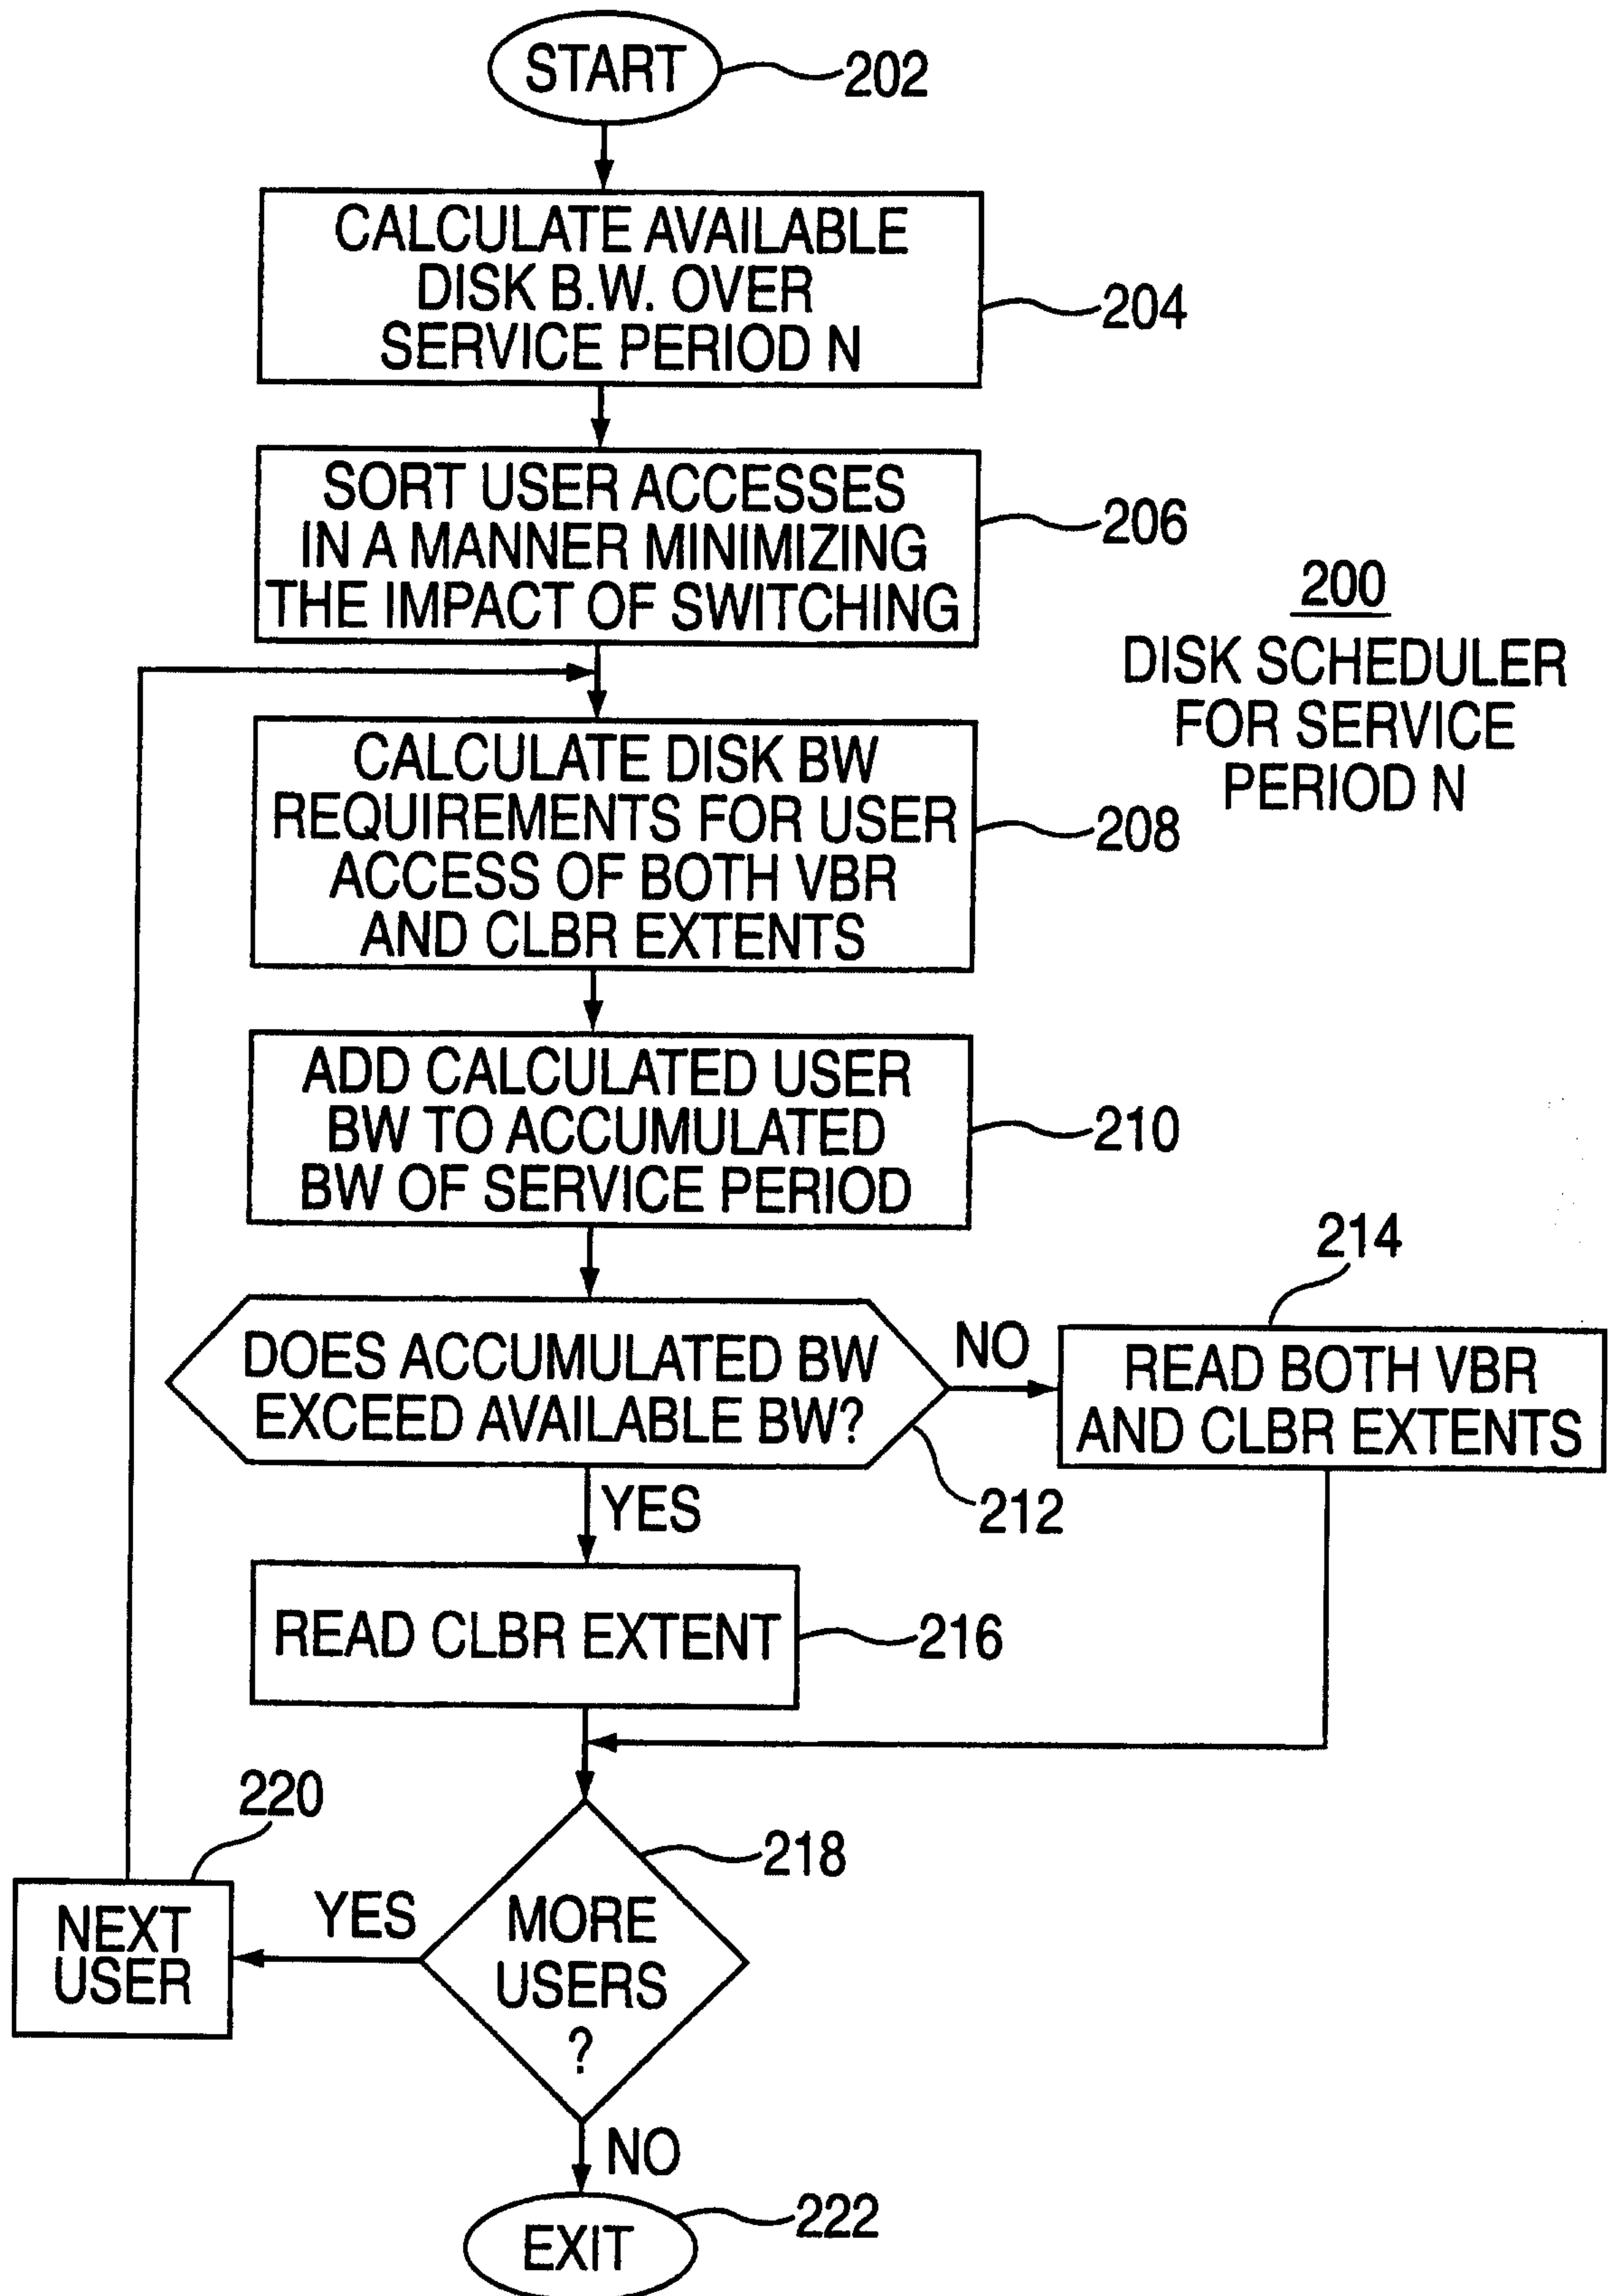 START
202
CALCULATE AVAILABLE
DISK B.W. OVER
SERVICE PERIOD N
204
SORT USER ACCESSES
IN A MANNER MINIMIZING
THE IMPACT OF SWITCHING
206
200
DISK SCHEDULER
FOR SERVICE
PERIOD N
CALCULATE DISK BW
REQUIREMENTS FOR USER
ACCESS OF BOTH VBR
AND CLBR EXTENTS
208
ADD CALCULATED USER
BW TO ACCUMULATED
BW OF SERVICE PERIOD
210
DOES ACCUMULATED BW
EXCEED AVAILABLE BW?
212
NO
214
READ BOTH VBR
AND CLBR EXTENTS
YES
READ CLBR EXTENT
216
218
MORE
USERS
?
YES
220
NEXT
USER
NO
EXIT
222